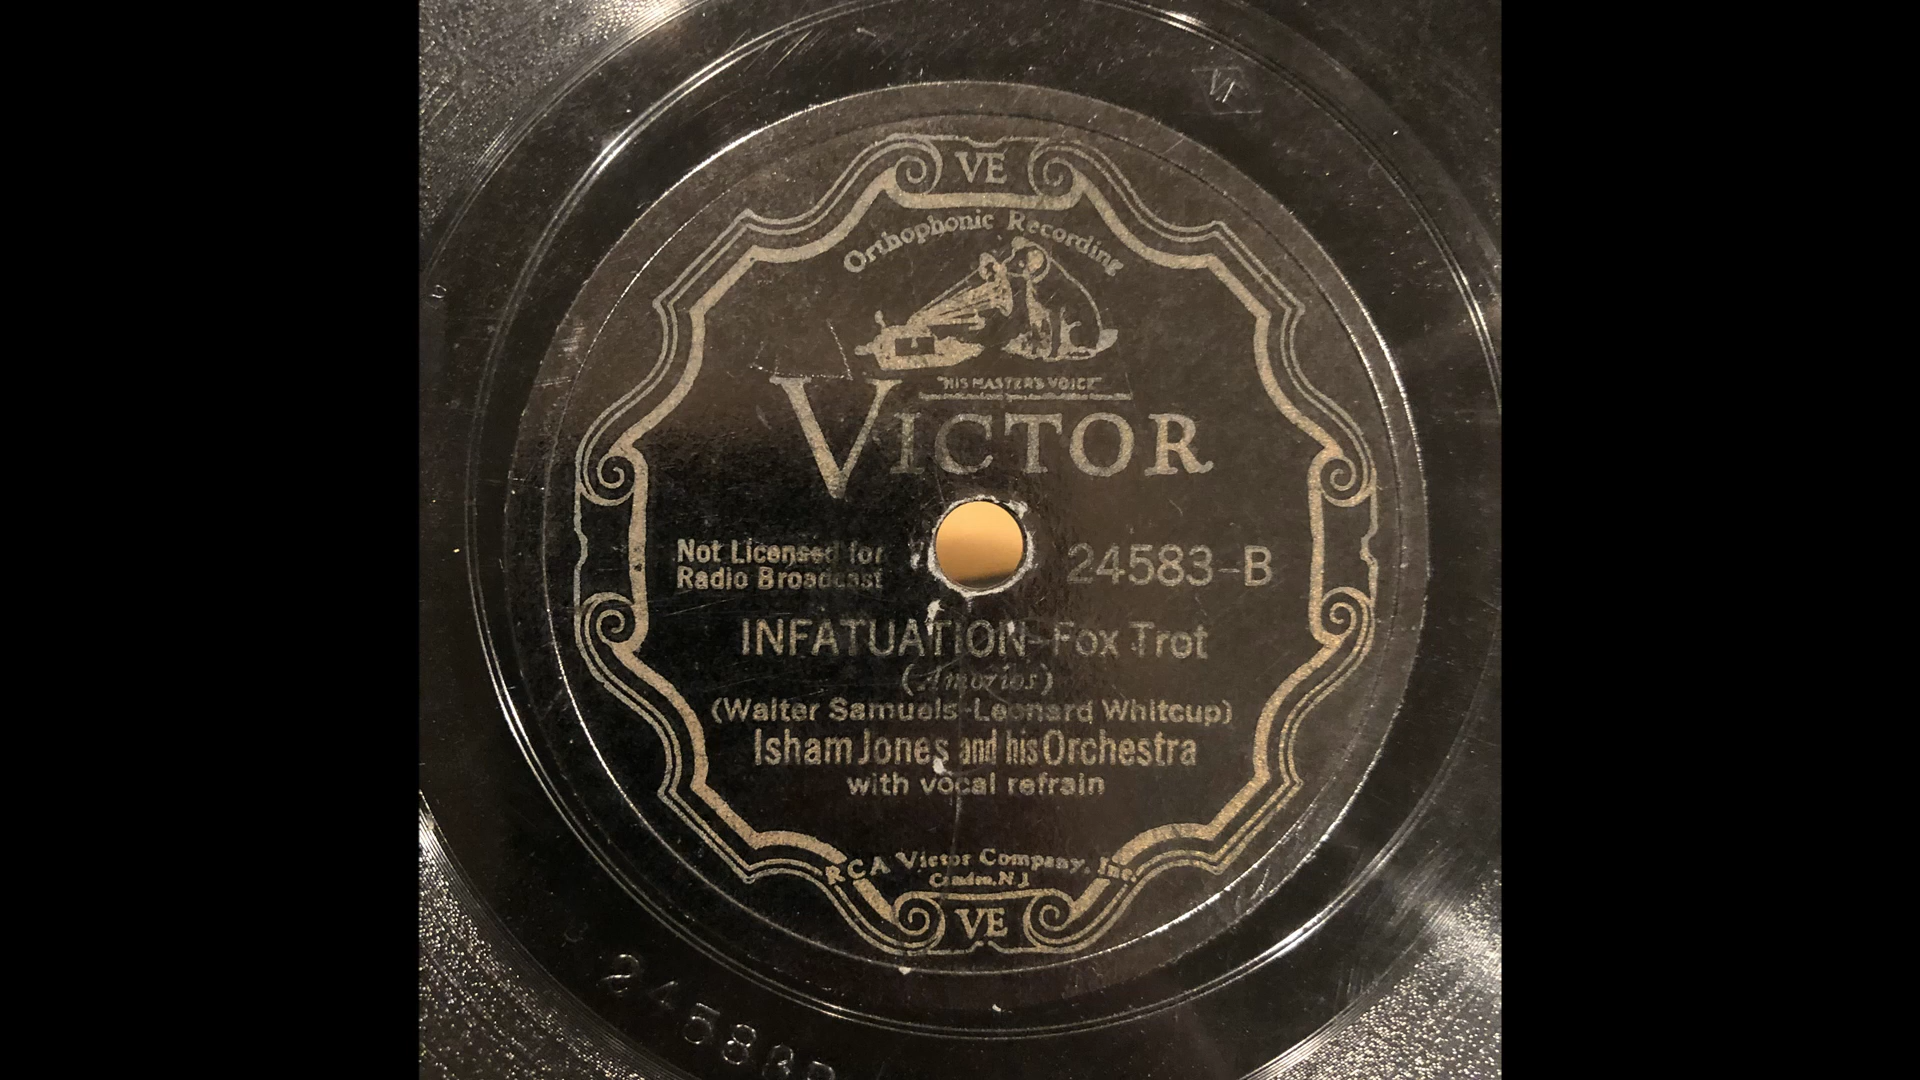 VE
Orthophonic Recording
"HIS MASTER'S VOICE"
VICTOR
Not Licensed for
Radio Broadcast
24583-B
INFATUATION-Fox Trot
(Walter Samuels-Leonard Whitcup)
Isham Jones and his Orchestra
with vocal refrain
RCA Victor Company, Inc.
Camden, N.J.
VE